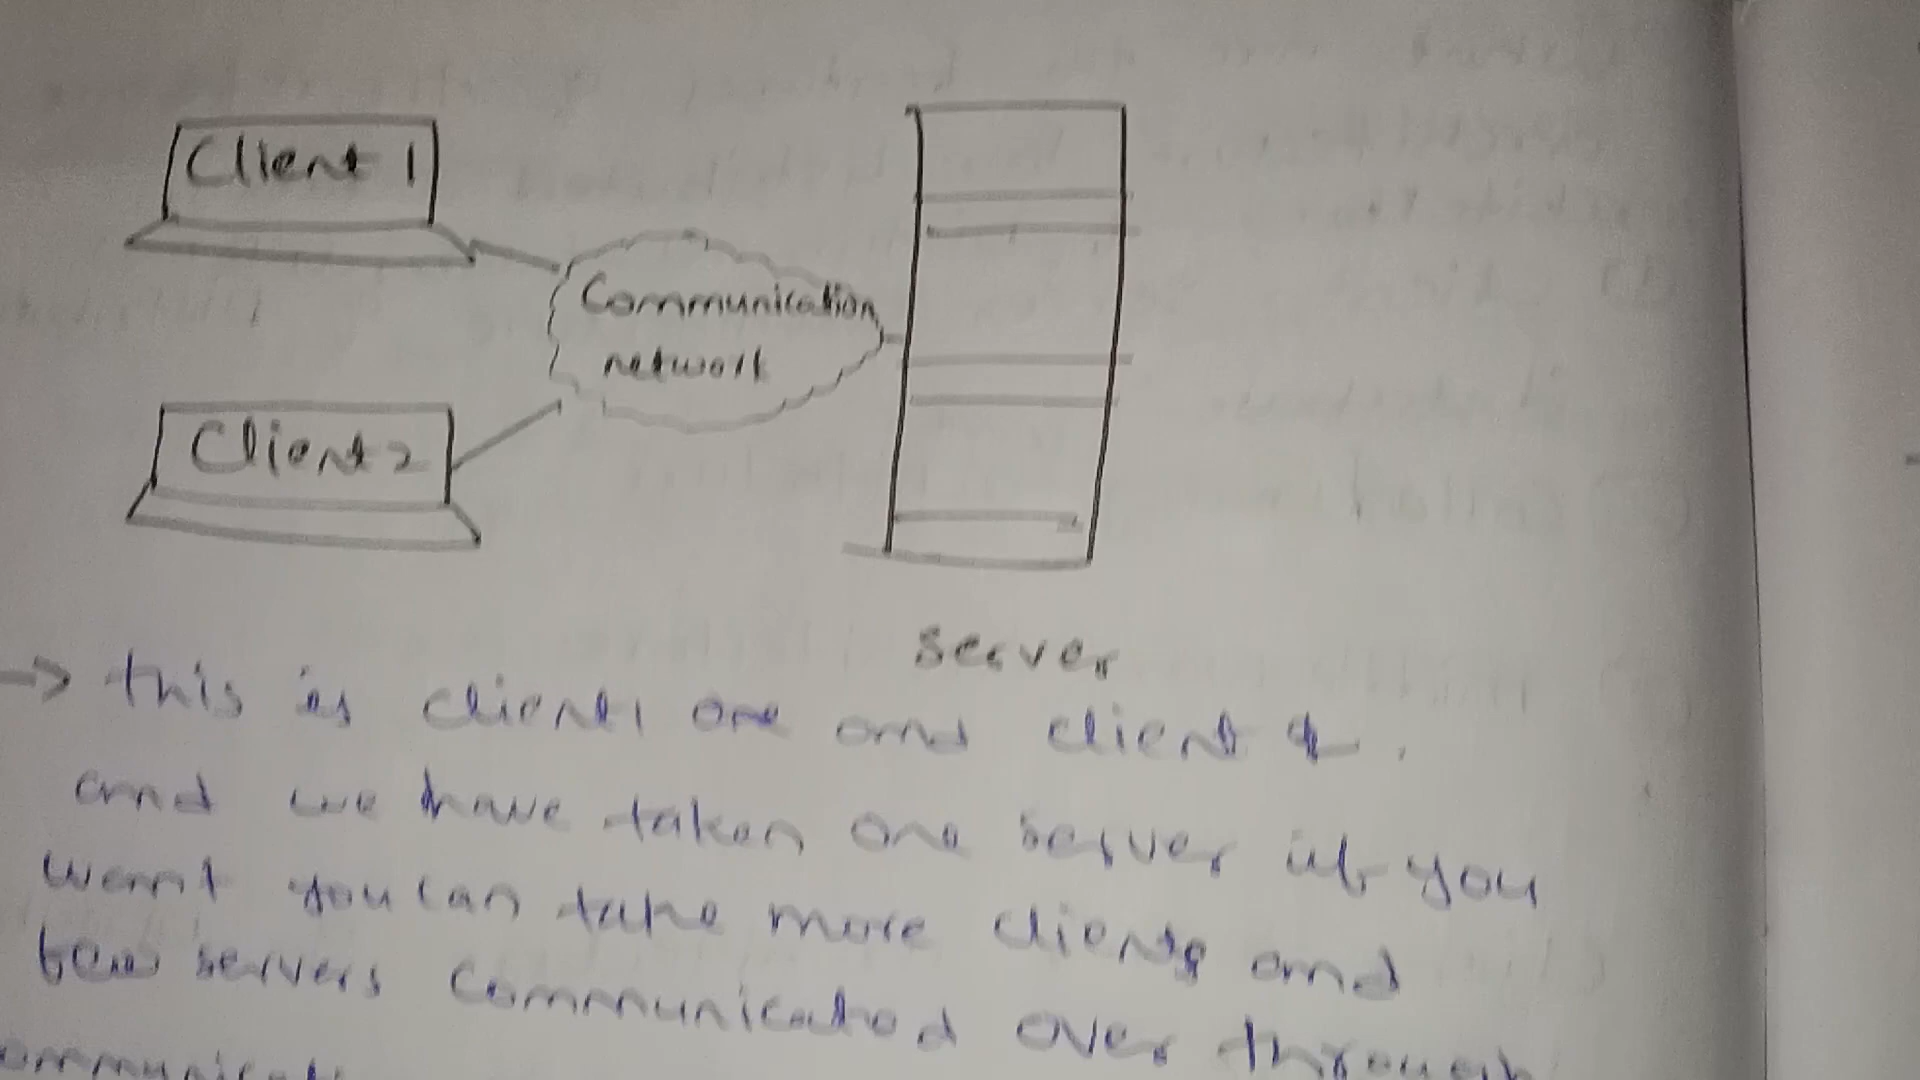 Client 1
Communication
network
Client 2
Server
→ this is client1 one and client 2.
and we have taken one server if you
want you can take more clients and
few servers communicated over through